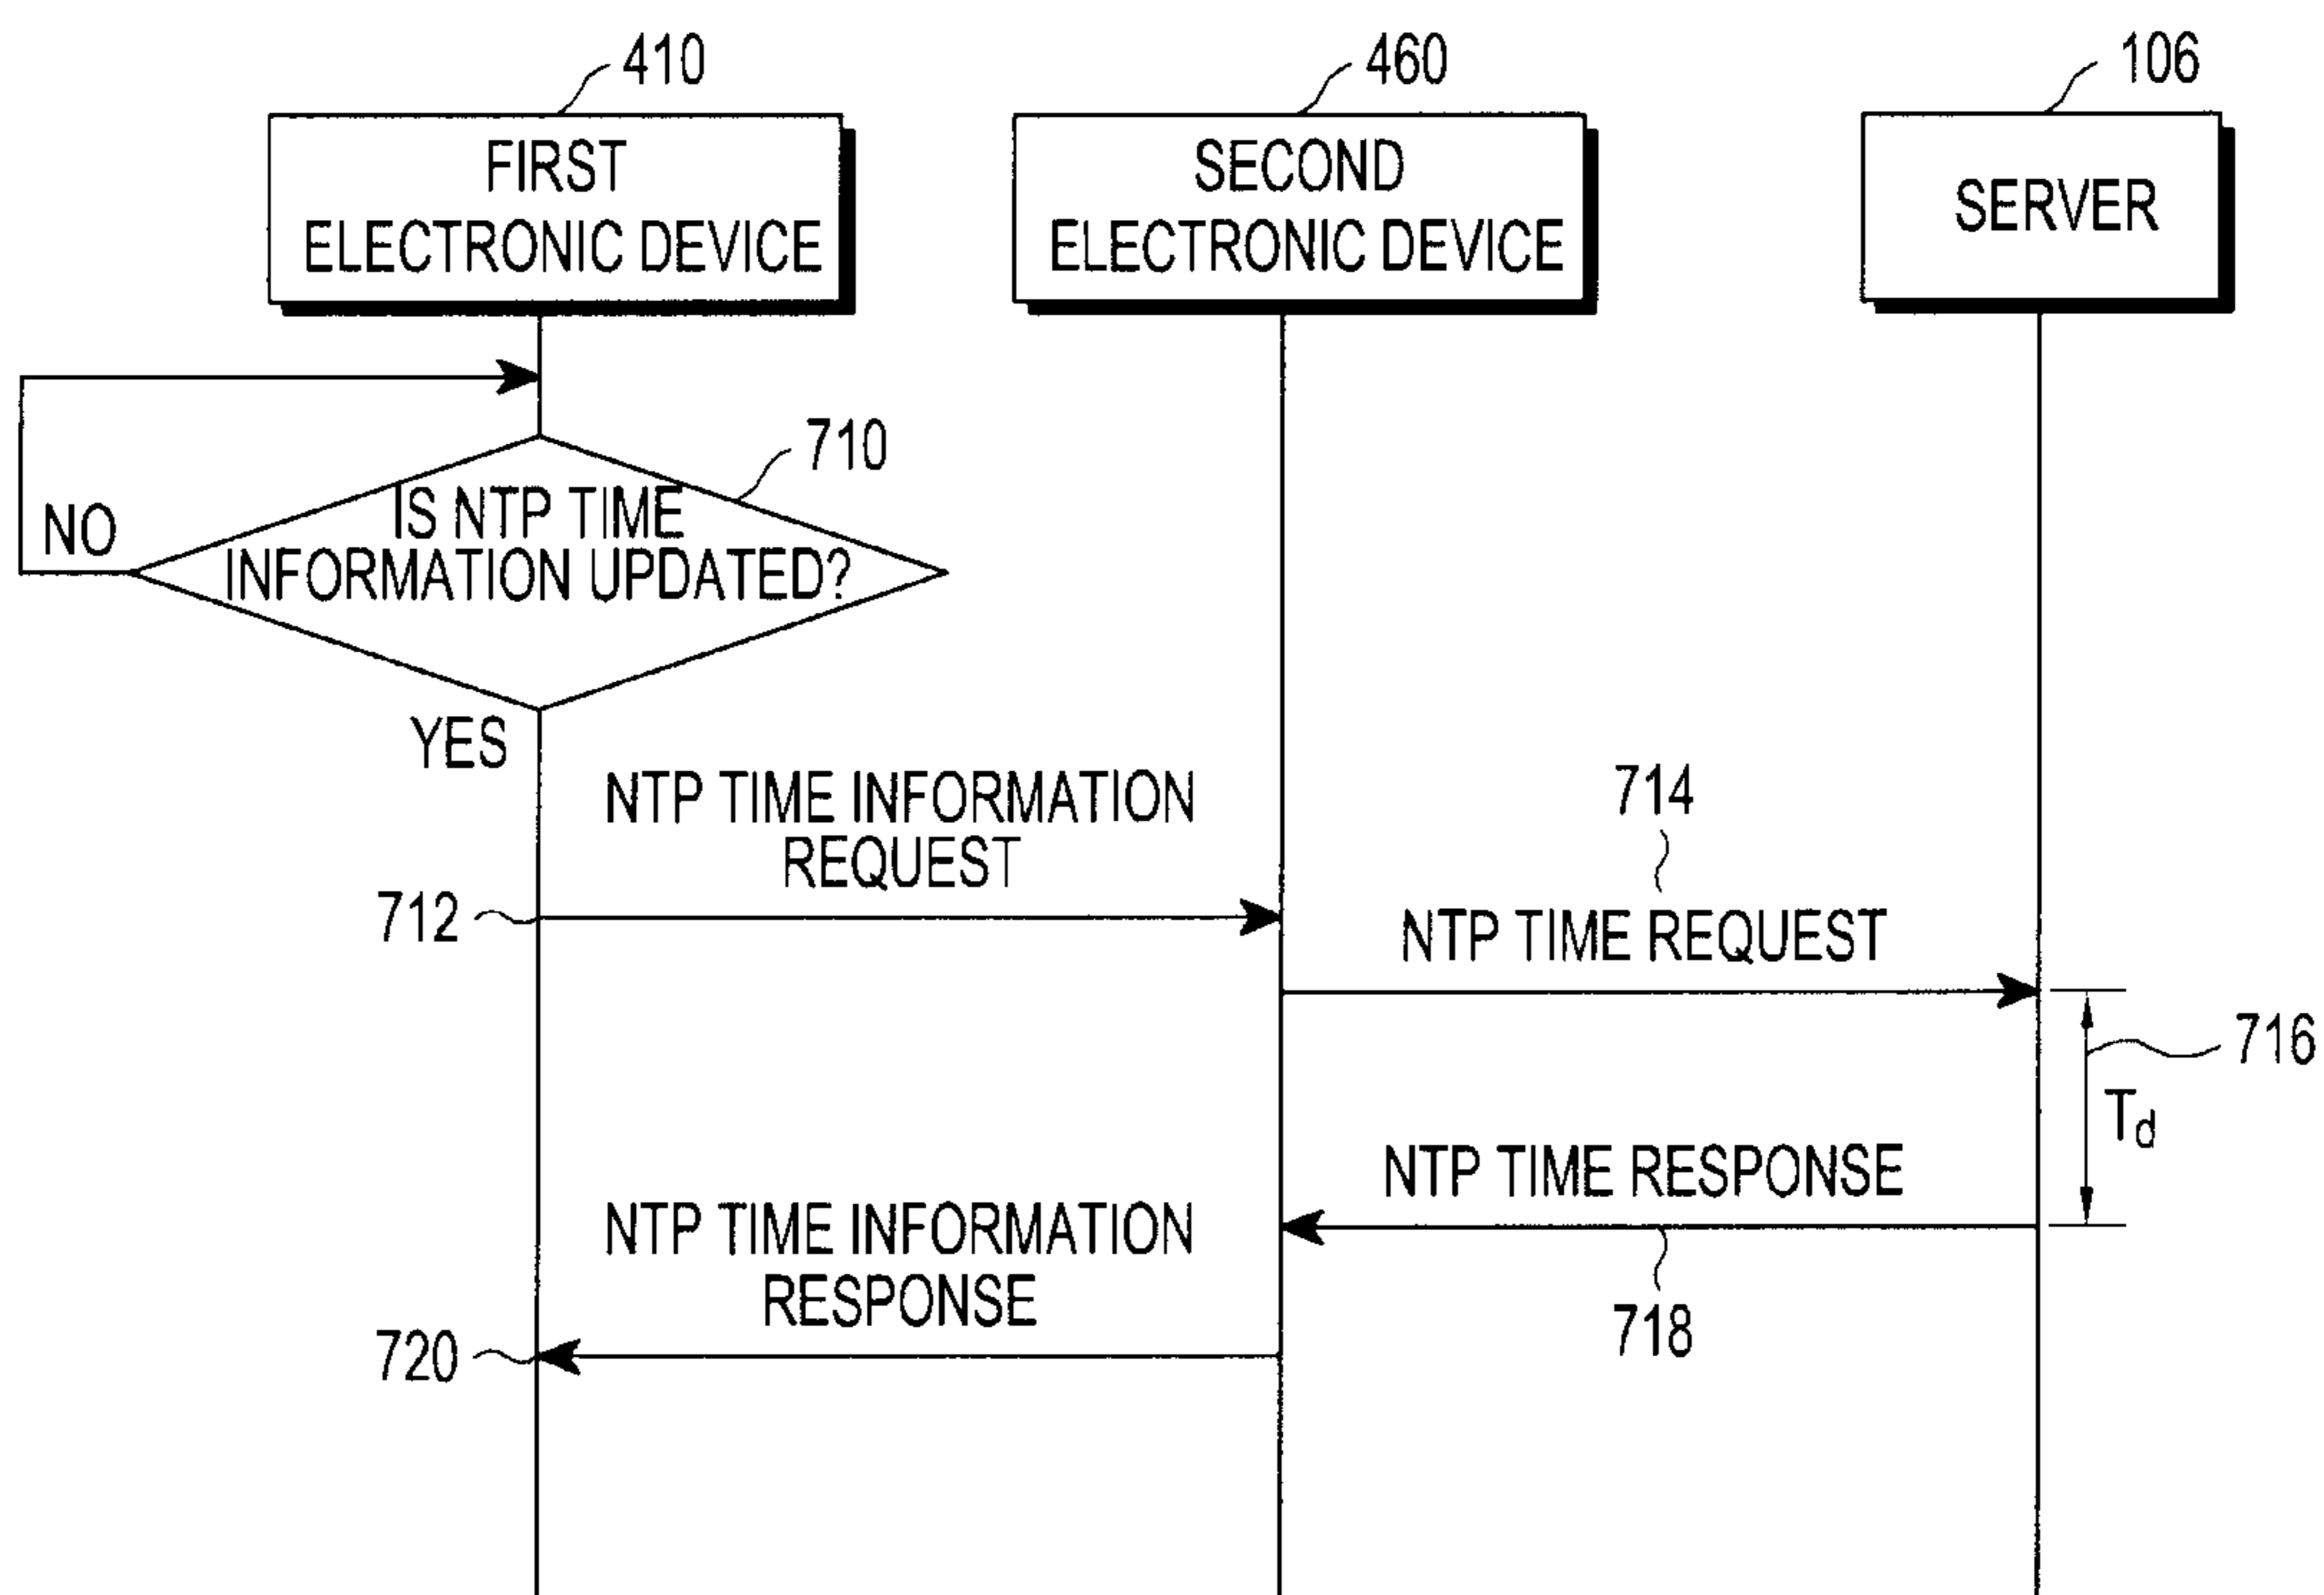 410
460
106
FIRST
ELECTRONIC DEVICE
SECOND
ELECTRONIC DEVICE
SERVER
710
IS NTP TIME
INFORMATION UPDATED?
NO
YES
NTP TIME INFORMATION
REQUEST
712
714
NTP TIME REQUEST
716
Td
NTP TIME RESPONSE
718
NTP TIME INFORMATION
RESPONSE
720